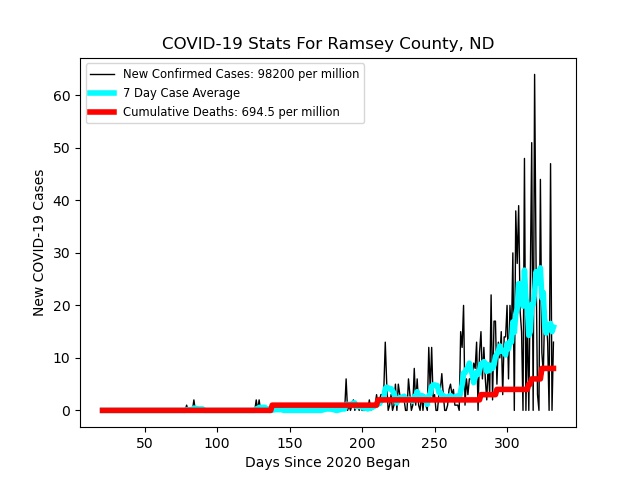 COVID-19 Stats For Ramsey County, ND
New Confirmed Cases: 98200 per million
7 Day Case Average
Cumulative Deaths: 694.5 per million
New COVID-19 Cases
60
50
40
30
20
10
0
50 100 150 200 250 300
Days Since 2020 Began